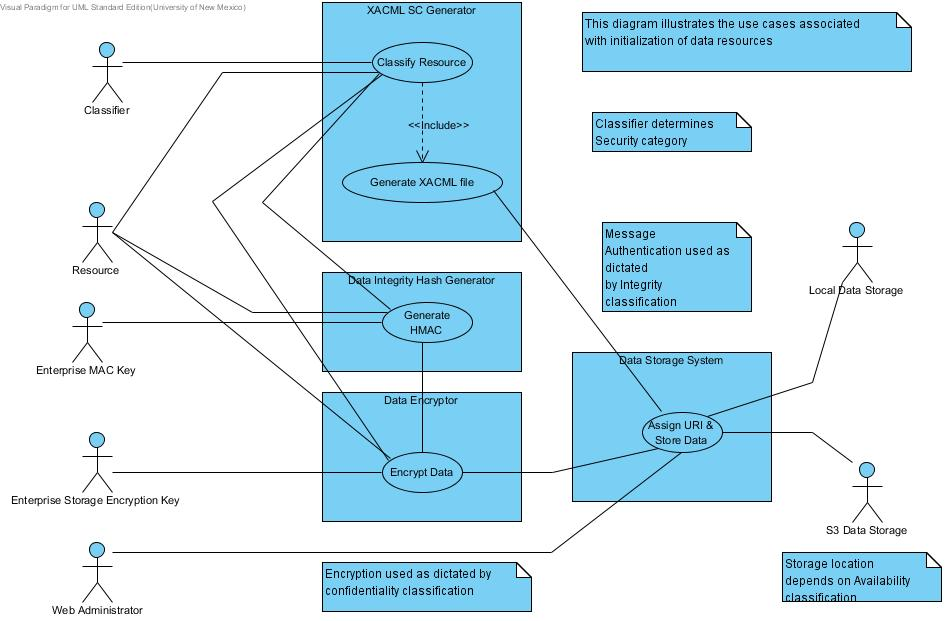 Visual Paradigm for UML Standard Edition(University of New Mexico)
XACML SC Generator
This diagram illustrates the use cases associated
with initialization of data resources
Classify Resource
Classifier
<<Include>>
Classifier determines
Security category
Generate XACML file
Resource
Message
Authentication used as
dictated
by Integrity
classification
Local Data Storage
Data Integrity Hash Generator
Generate
HMAC
Enterprise MAC Key
Data Storage System
Data Encryptor
Assign URI &
Store Data
Encrypt Data
Enterprise Storage Encryption Key
S3 Data Storage
Web Administrator
Encryption used as dictated by
confidentiality classification
Storage location
depends on Availability
classification